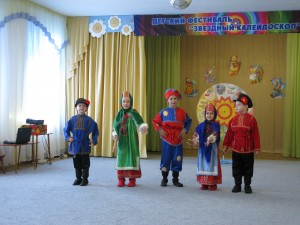 ДЕТСКИЙ ФЕСТИВАЛЬ
"ЗВЕЗДНЫЙ КАЛЕЙДОСКОП